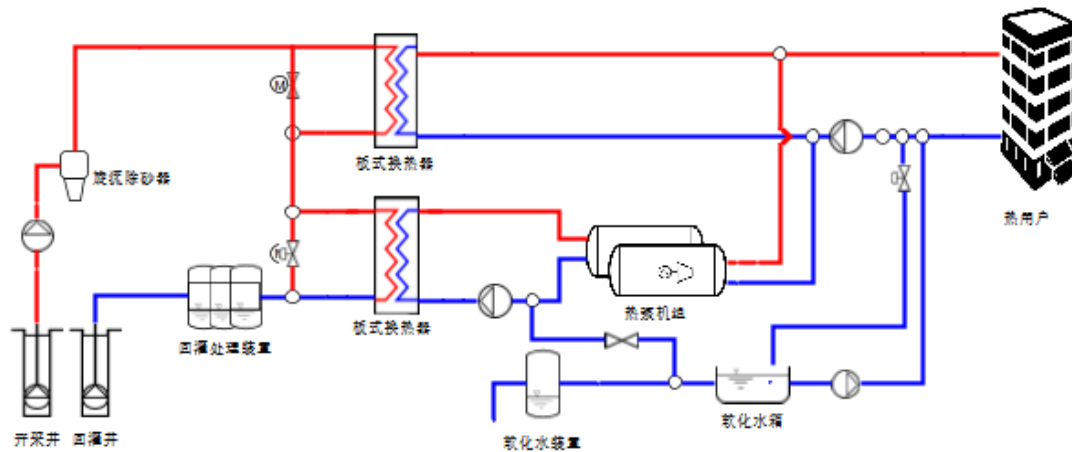 M
板式换热器
旋流除砂器
热用户
M
板式换热器
热泵机组
回灌处理装置
开采井
回灌井
软化水装置
软化水箱